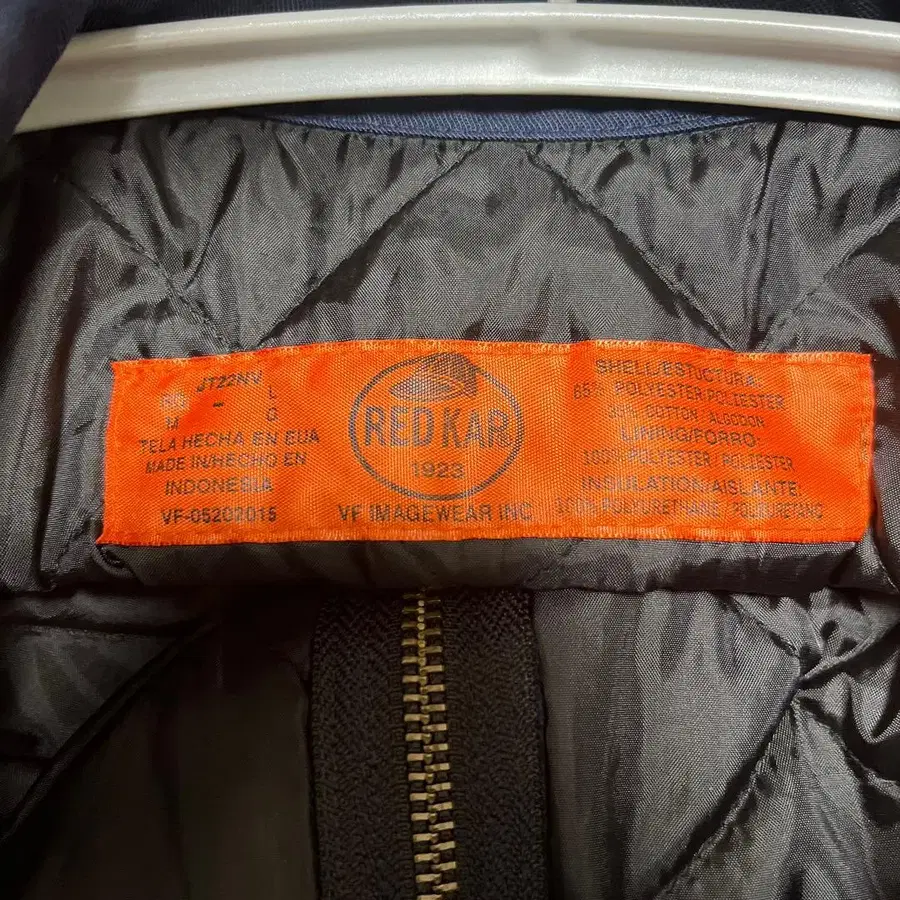 JT22NV
M - L
G
TELA HECHA EN EUA
MADE IN/HECHO EN
INDONESIA
VF-05202015
RED KAP
1923
VF IMAGEWEAR INC
SHELL/ESTUCTURA:
65% POLYESTER/POLIESTER
35% COTTON/ALGODON
LINING/FORRO:
100% POLYESTER / POLIESTER
INSULATION/AISLANTE:
100% POLYURETHANE / POLIURETANO